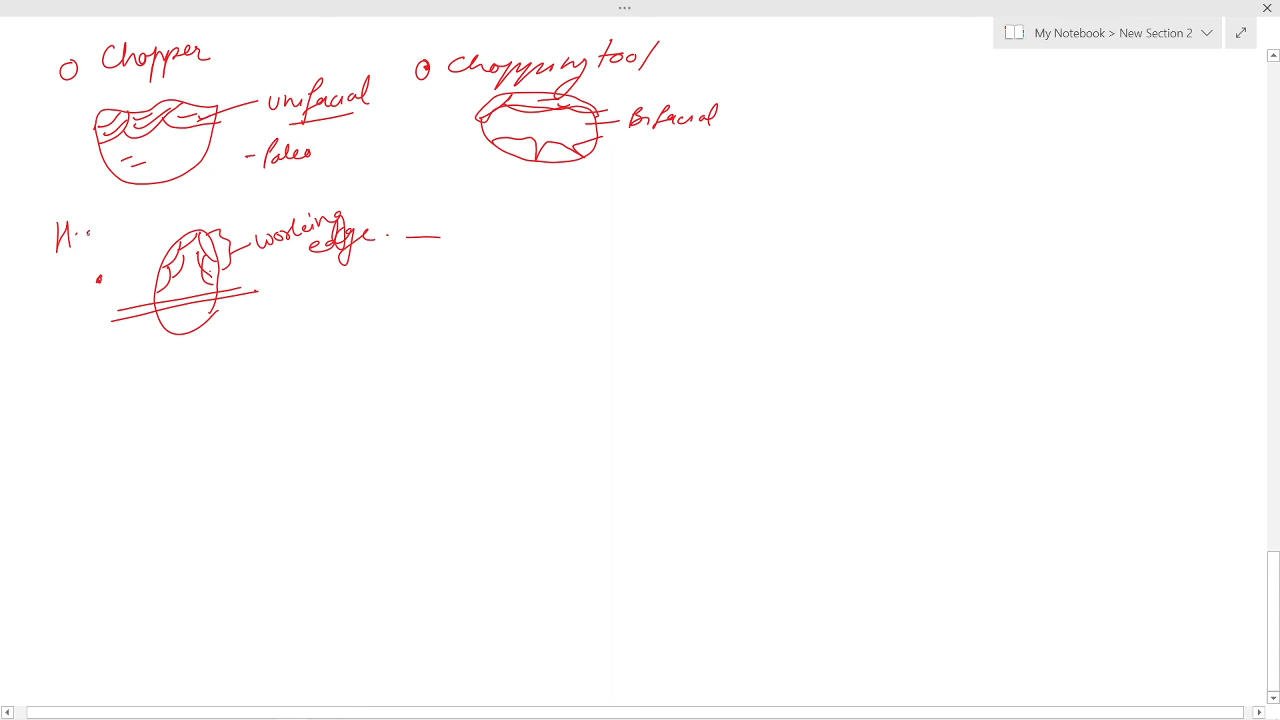 My Notebook > New Section 2
Chopper
Unifacial
- Paleo
Chopping tool
Bifacial
H..
working
edge. —